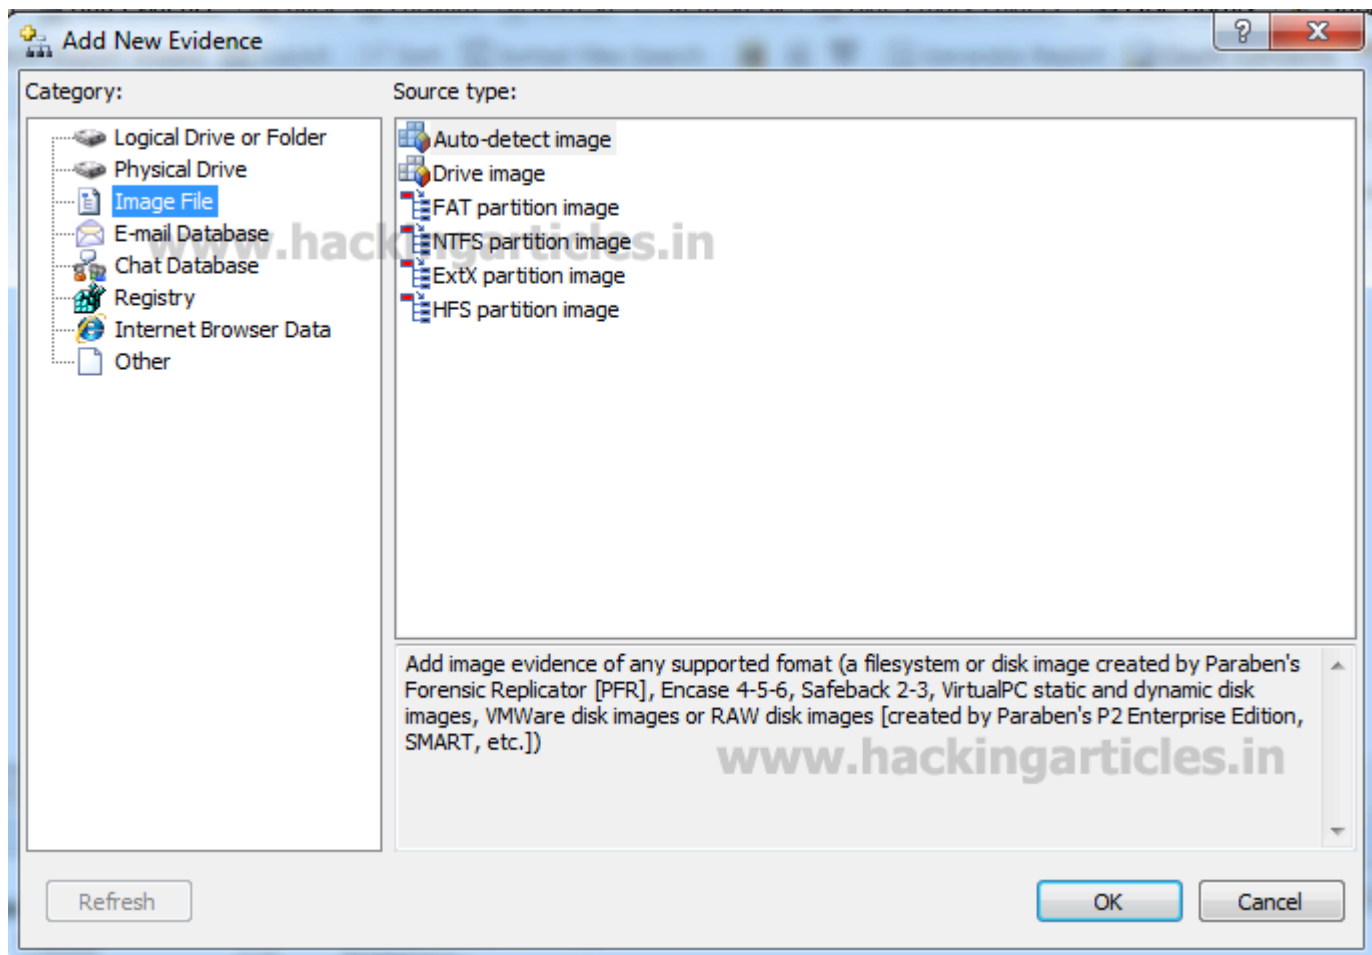 Add New Evidence
Category:
Source type:
Logical Drive or Folder
Physical Drive
Image File
E-mail Database
Chat Database
Registry
Internet Browser Data
Other
Auto-detect image
Drive image
FAT partition image
NTFS partition image
ExtX partition image
HFS partition image
www.hackingarticles.in
Add image evidence of any supported fomat (a filesystem or disk image created by Paraben's
Forensic Replicator [PFR], Encase 4-5-6, Safeback 2-3, VirtualPC static and dynamic disk
images, VMWare disk images or RAW disk images [created by Paraben's P2 Enterprise Edition,
SMART, etc.])
www.hackingarticles.in
Refresh
OK
Cancel